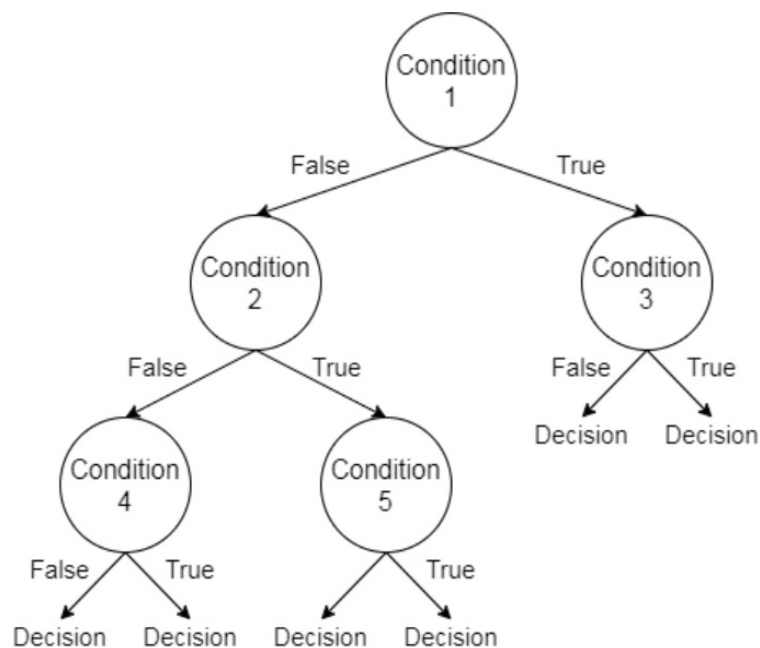 Condition
1
False
True
Condition
2
Condition
3
False
True
False
True
Decision
Decision
Condition
4
Condition
5
False
True
True
Decision
Decision
Decision
Decision